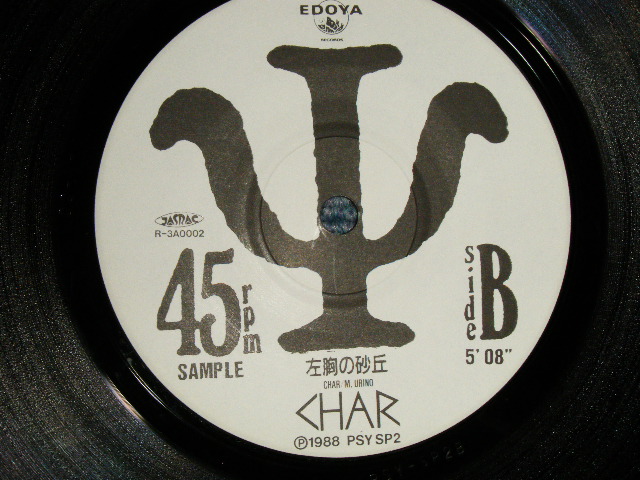 EDOYA
RECORDS
JASRAC
R-3A0002
45rpm
SAMPLE
side B
5'08"
左胸の砂丘
CHAR/M. URINO
CHAR
Ⓟ1988 PSY SP2